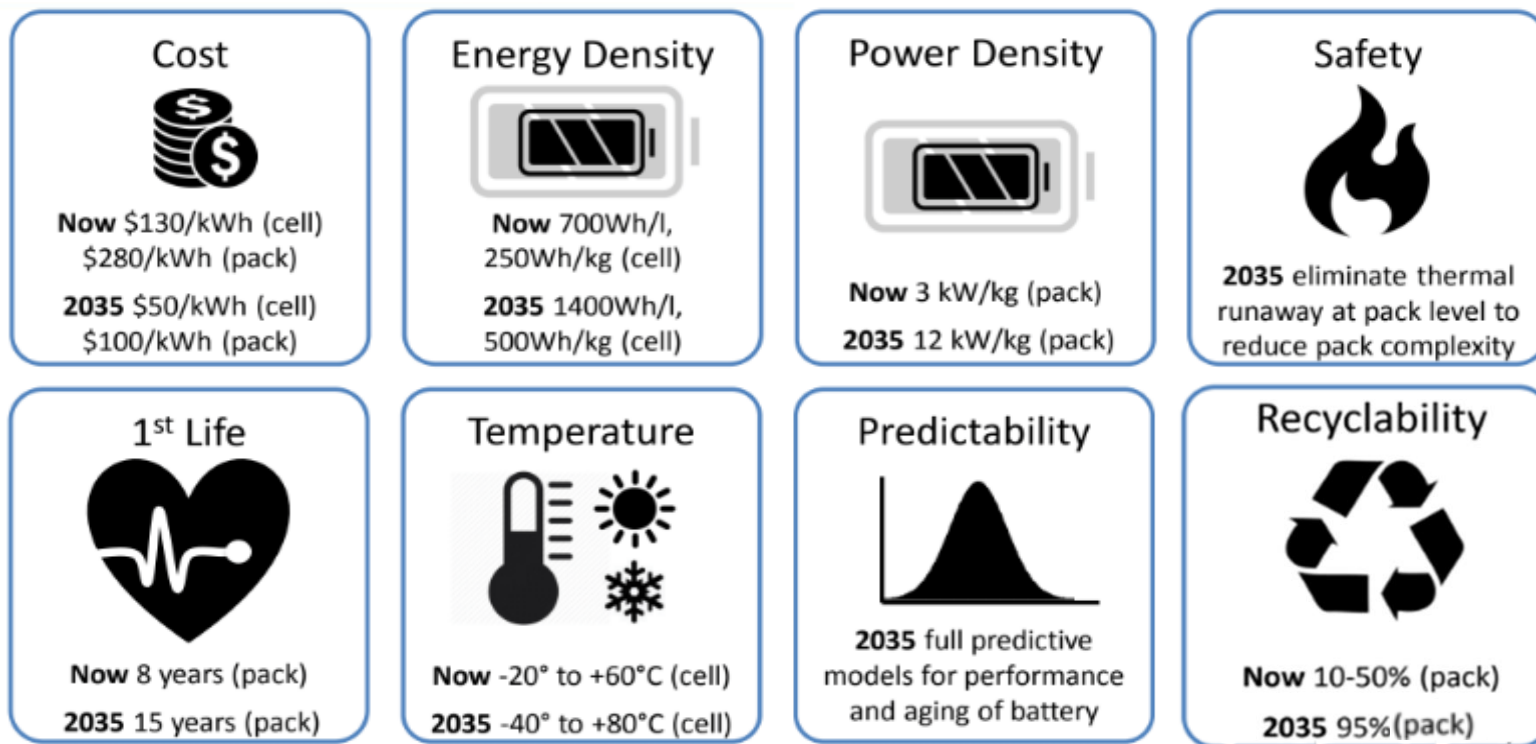 Cost
$
$
Now $130/kWh (cell)
$280/kWh (pack)
2035 $50/kWh (cell)
$100/kWh (pack)
Energy Density
Now 700Wh/l,
250Wh/kg (cell)
2035 1400Wh/l,
500Wh/kg (cell)
Power Density
Now 3 kW/kg (pack)
2035 12 kW/kg (pack)
Safety
2035 eliminate thermal
runaway at pack level to
reduce pack complexity
1st Life
Now 8 years (pack)
2035 15 years (pack)
Temperature
Now -20° to +60°C (cell)
2035 -40° to +80°C (cell)
Predictability
2035 full predictive
models for performance
and aging of battery
Recyclability
Now 10-50% (pack)
2035 95%(pack)